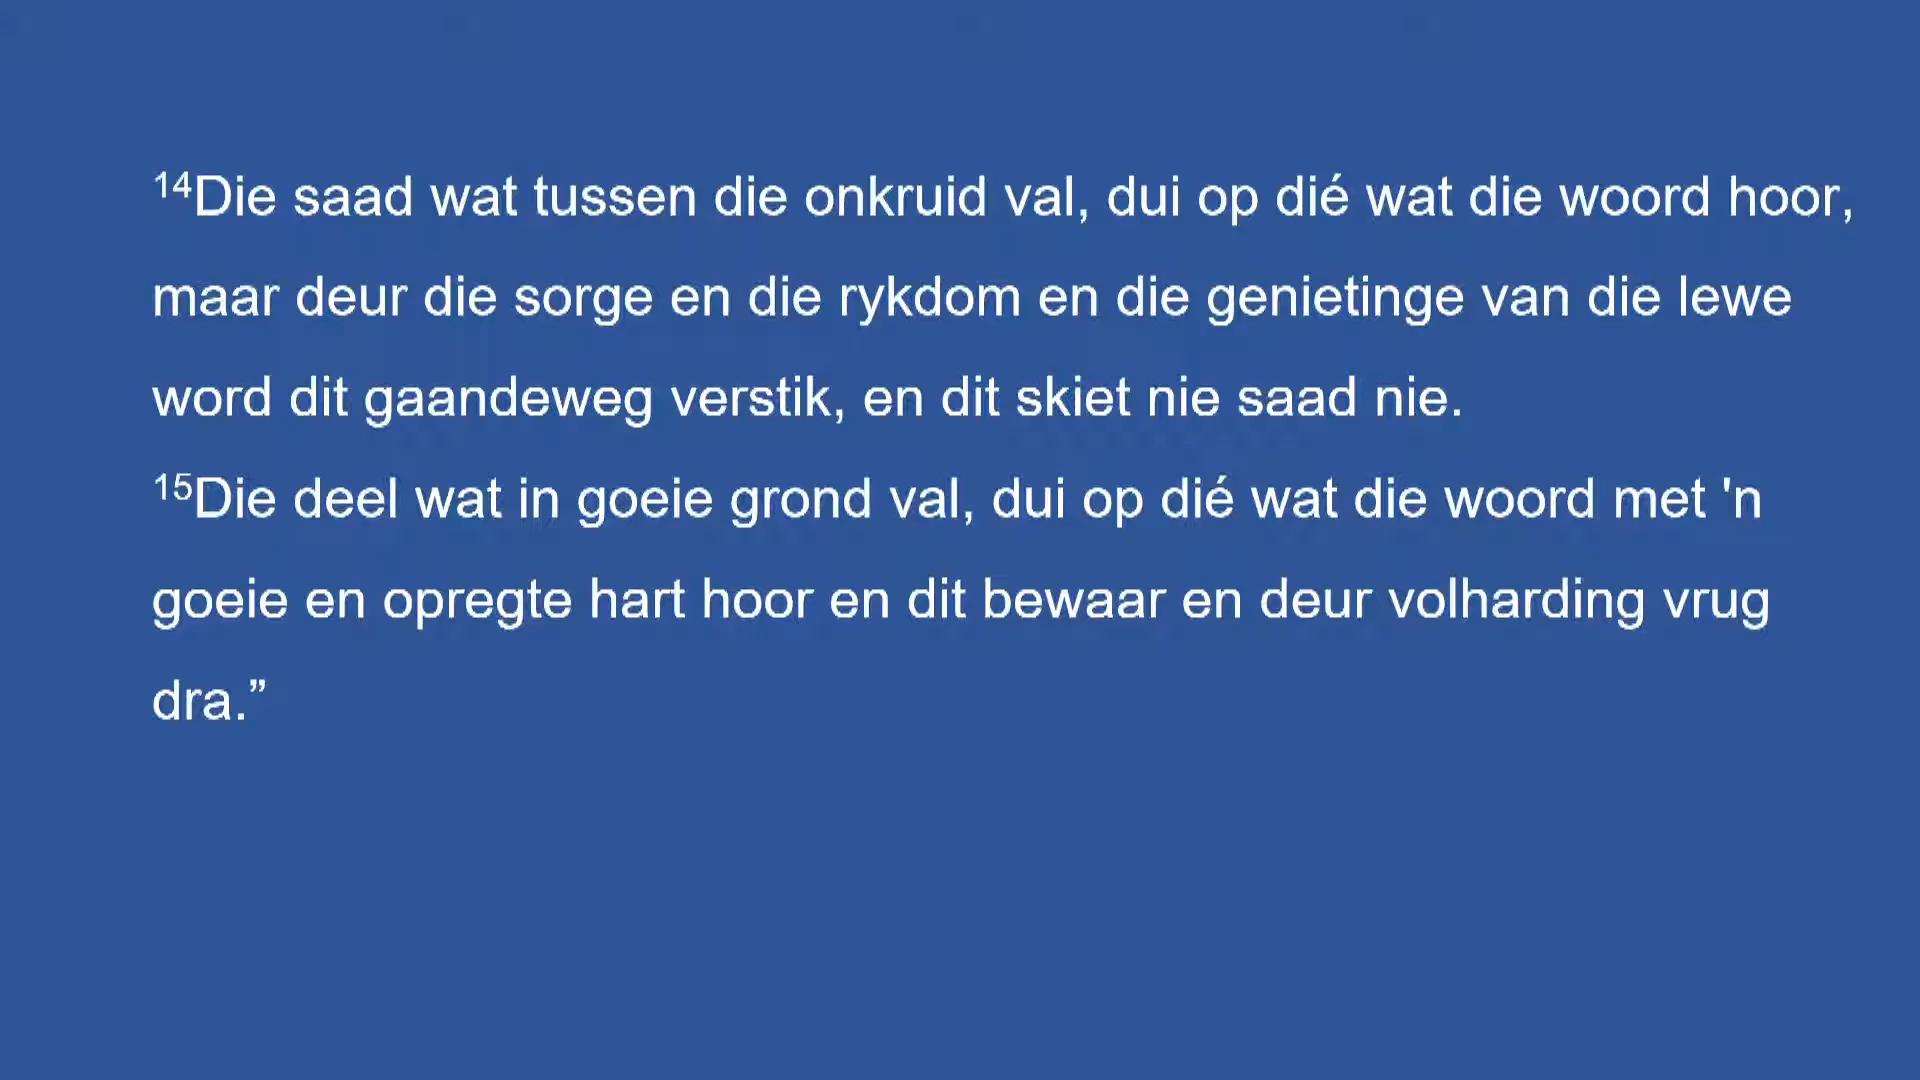 ¹⁴Die saad wat tussen die onkruid val, dui op dié wat die woord hoor,
maar deur die sorge en die rykdom en die genietinge van die lewe
word dit gaandeweg verstik, en dit skiet nie saad nie.
¹⁵Die deel wat in goeie grond val, dui op dié wat die woord met 'n
goeie en opregte hart hoor en dit bewaar en deur volharding vrug
dra.”